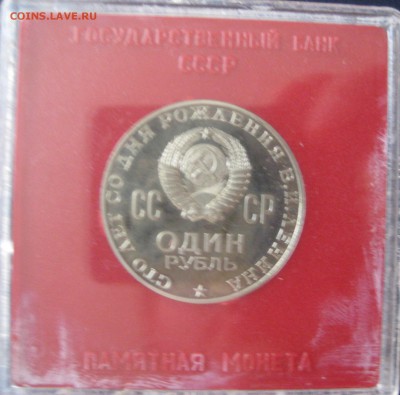 COINS.LAVE.RU
ГОСУДАРСТВЕННЫЙ БАНК
СССР
СТО ЛЕТ СО ДНЯ РОЖДЕНИЯ В.И.ЛЕНИНА
СС СР
ОДИН
РУБЛЬ
ПАМЯТНАЯ МОНЕТА